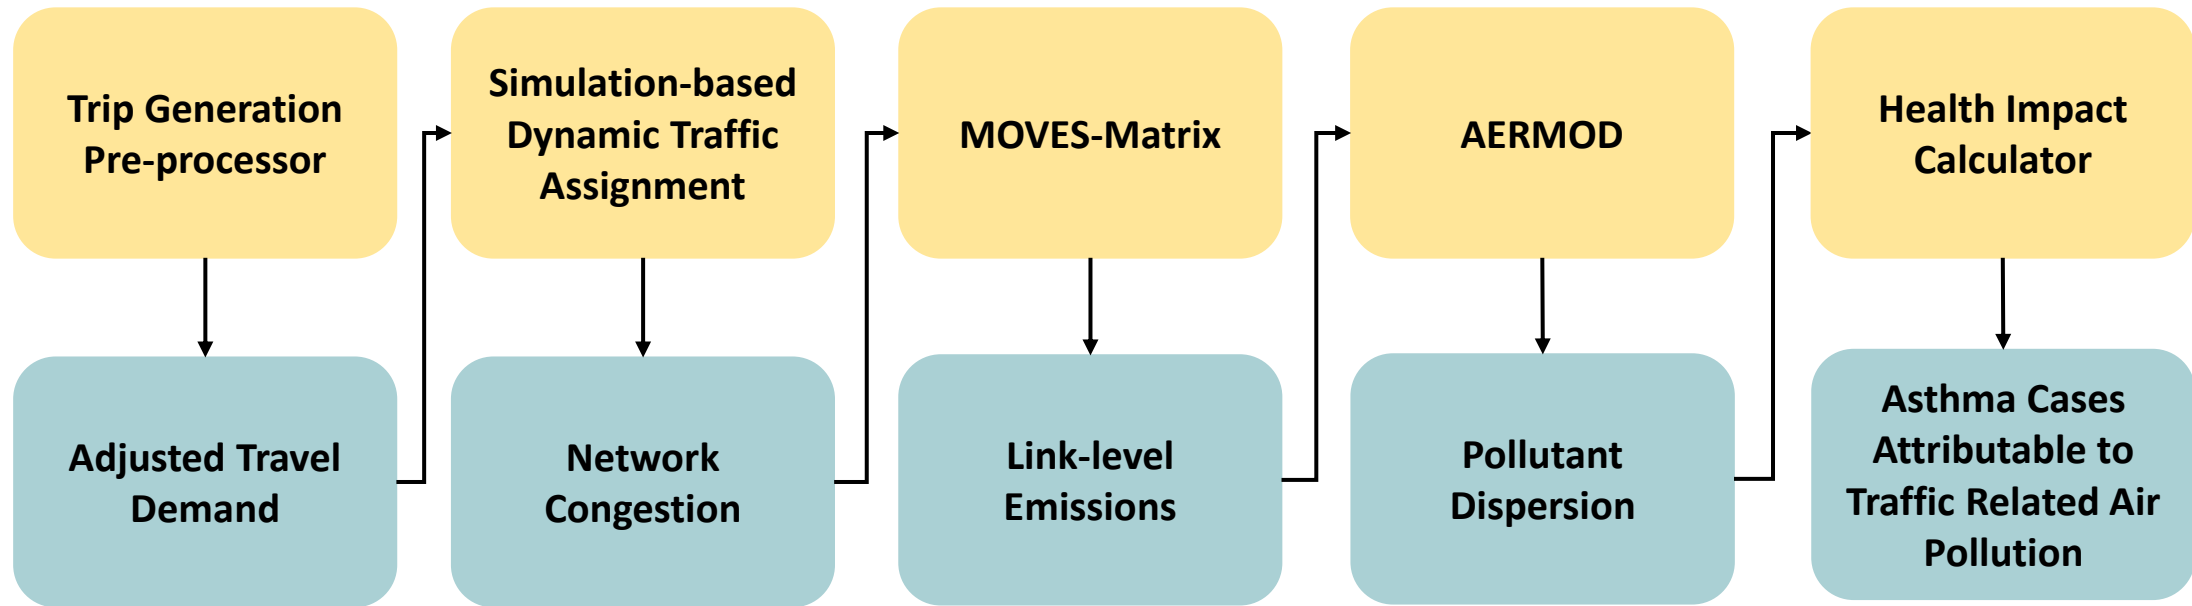 Trip Generation
Pre-processor
Simulation-based
Dynamic Traffic
Assignment
MOVES-Matrix
AERMOD
Health Impact
Calculator
Adjusted Travel
Demand
Network
Congestion
Link-level
Emissions
Pollutant
Dispersion
Asthma Cases
Attributable to
Traffic Related Air
Pollution